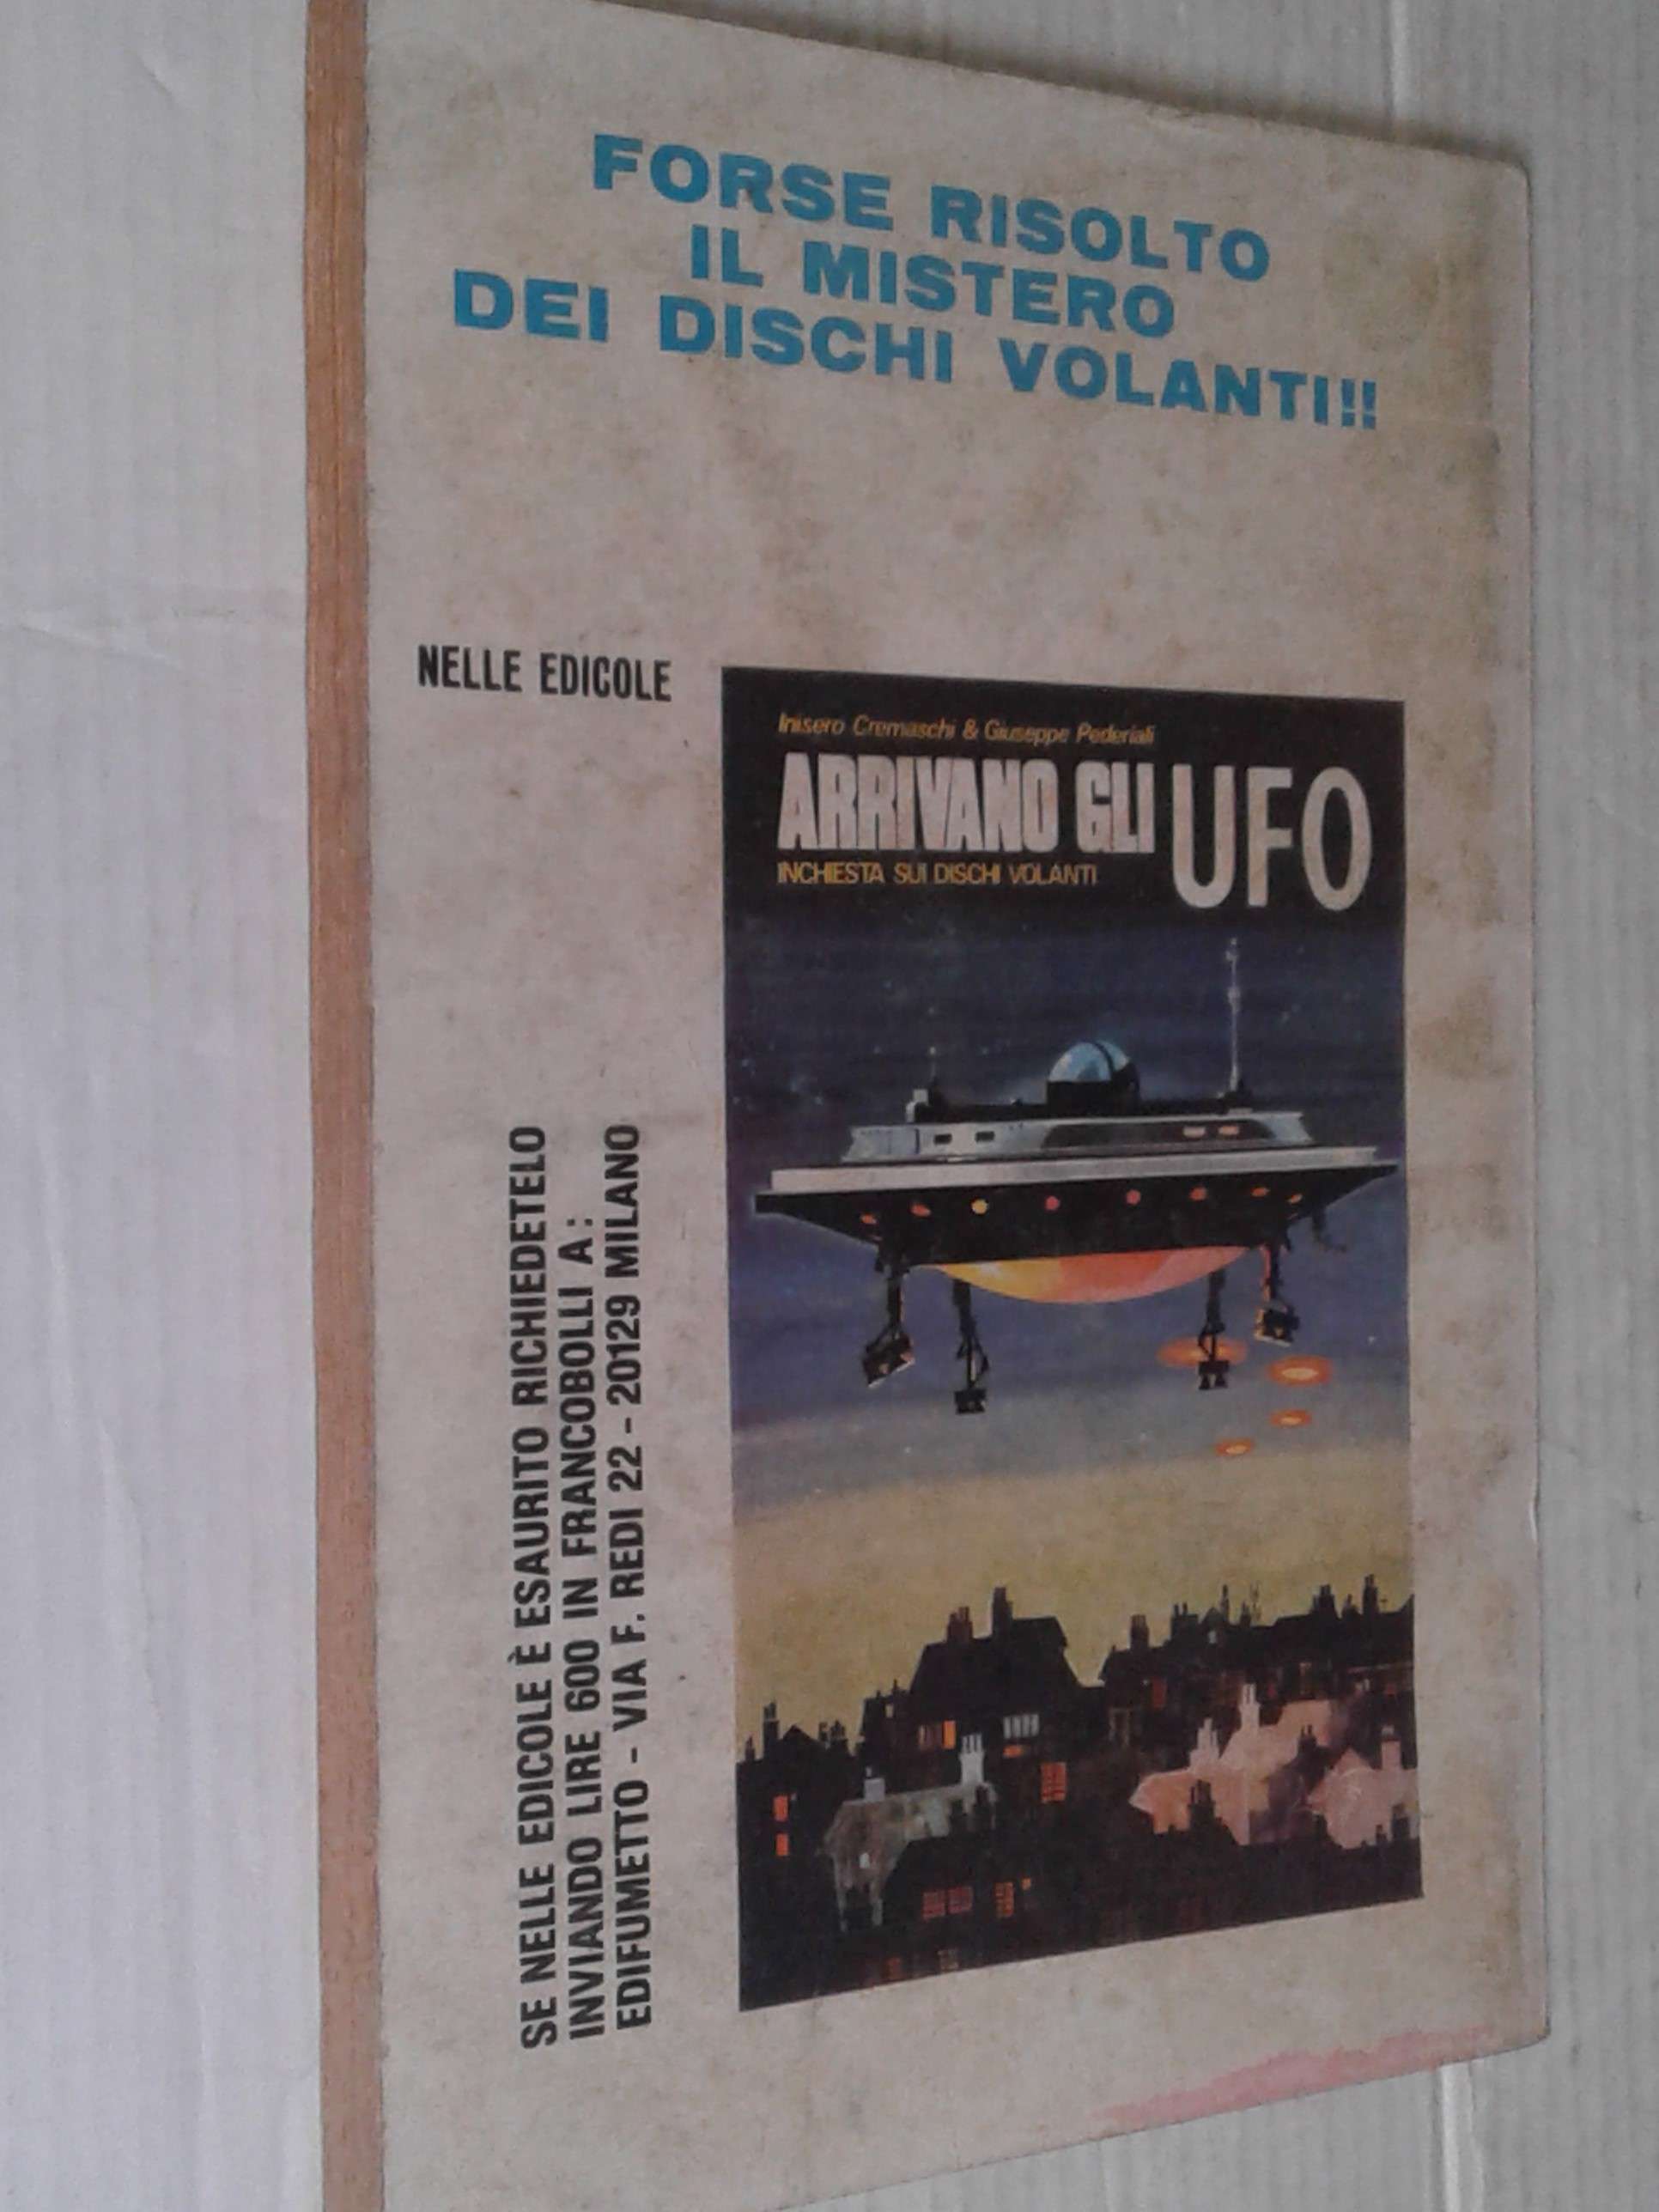 FORSE RISOLTO
IL MISTERO
DEI DISCHI VOLANTI!!
NELLE EDICOLE
Inisero Cremaschi & Giuseppe Pederiali
ARRIVANO GLI UFO
INCHIESTA SUI DISCHI VOLANTI
SE NELLE EDICOLE È ESAURITO RICHIEDETELO
INVIANDO LIRE 600 IN FRANCOBOLLI A:
EDIFUMETTO - VIA F. REDI 22 - 20129 MILANO